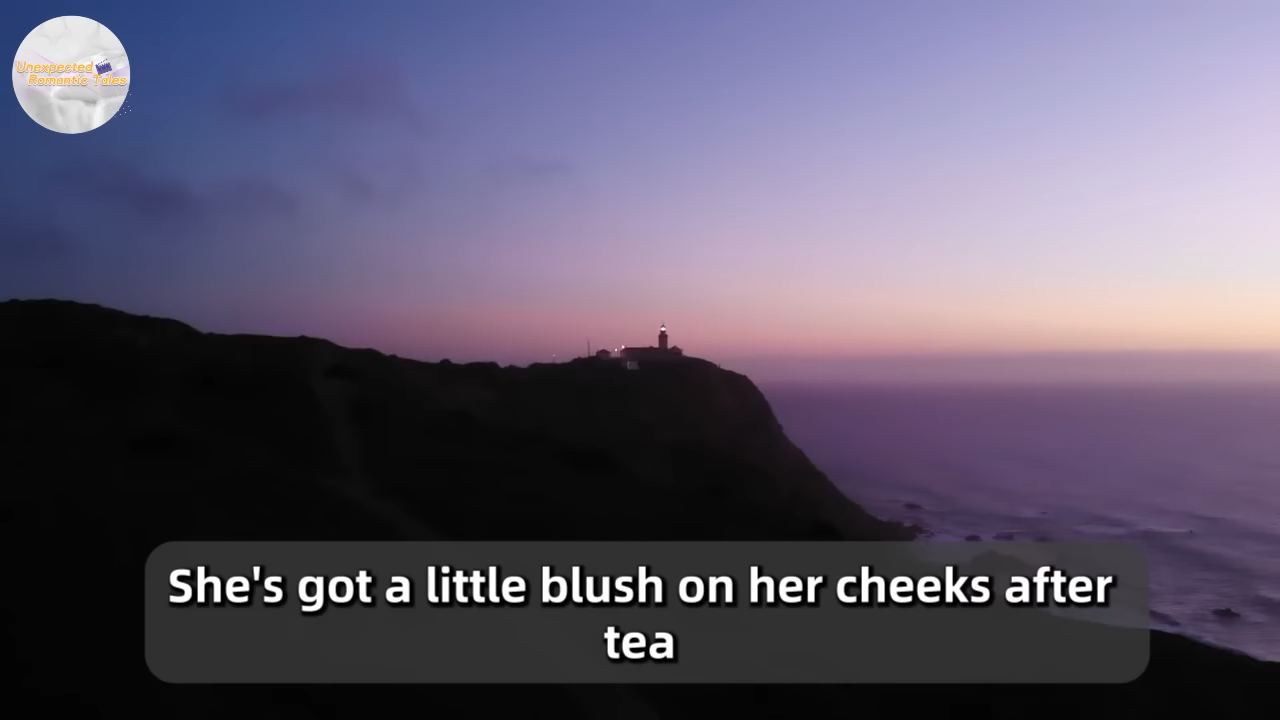 Unexpected
Romantic Tales
She's got a little blush on her cheeks after
tea